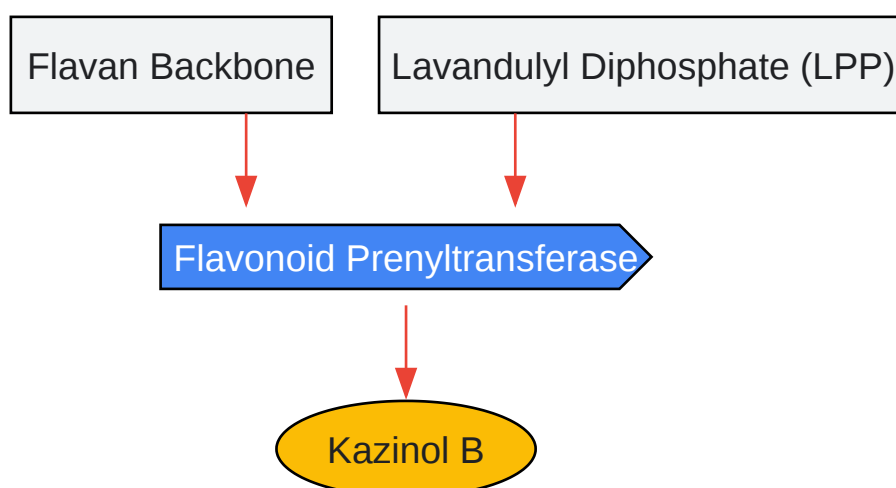 Flavan Backbone
Lavandulyl Diphosphate (LPP)
Flavonoid Prenyltransferase
Kazinol B